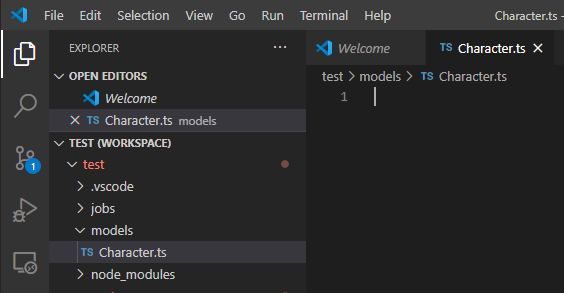 File Edit Selection View Go Run Terminal Help Character.ts -
EXPLORER
Welcome
TS Character.ts
OPEN EDITORS
Welcome
TS Character.ts models
test > models > TS Character.ts
1
TEST (WORKSPACE)
test
.vscode
jobs
models
TS Character.ts
node_modules
1